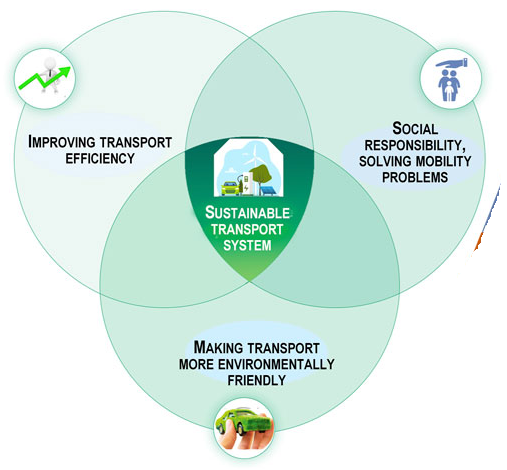 IMPROVING TRANSPORT
EFFICIENCY
SOCIAL
RESPONSIBILITY,
SOLVING MOBILITY
PROBLEMS
SUSTAINABLE
TRANSPORT
SYSTEM
MAKING TRANSPORT
MORE ENVIRONMENTALLY
FRIENDLY